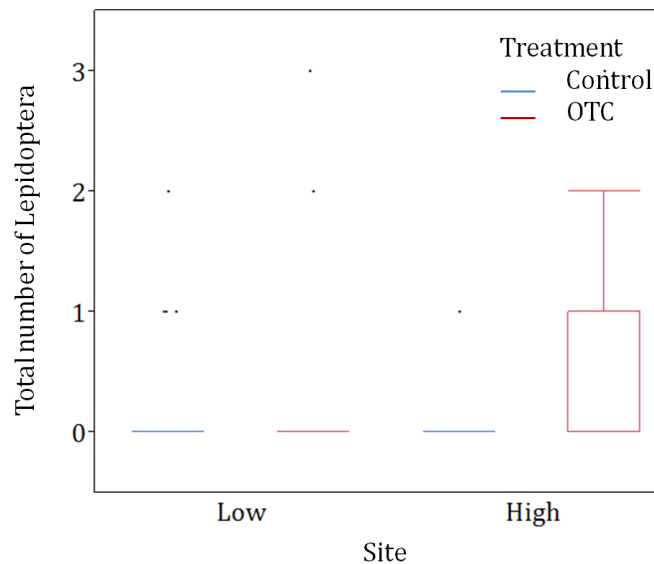 Treatment
Control
OTC
Total number of Lepidoptera
3
2
1
0
Low
High
Site